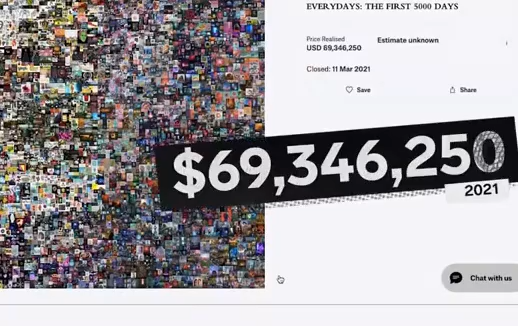 EVERYDAYS: THE FIRST 5000 DAYS
Price Realised
USD 69,346,250
Estimate unknown
Closed: 11 Mar 2021
Save
Share
$69,346,250
2021
Chat with us